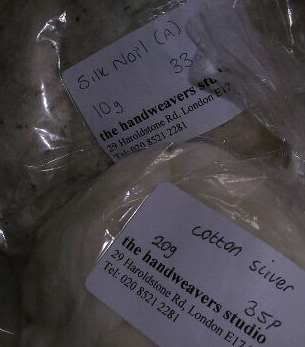 Silk Noil (A)
10g 33
the handweavers
29 Haroldstone Rd, London E17
Tel: 020 8521 2281
cotton sliver
20g 35P
the handweavers studio
29 Haroldstone Rd, London E17
Tel: 020 8521 2281